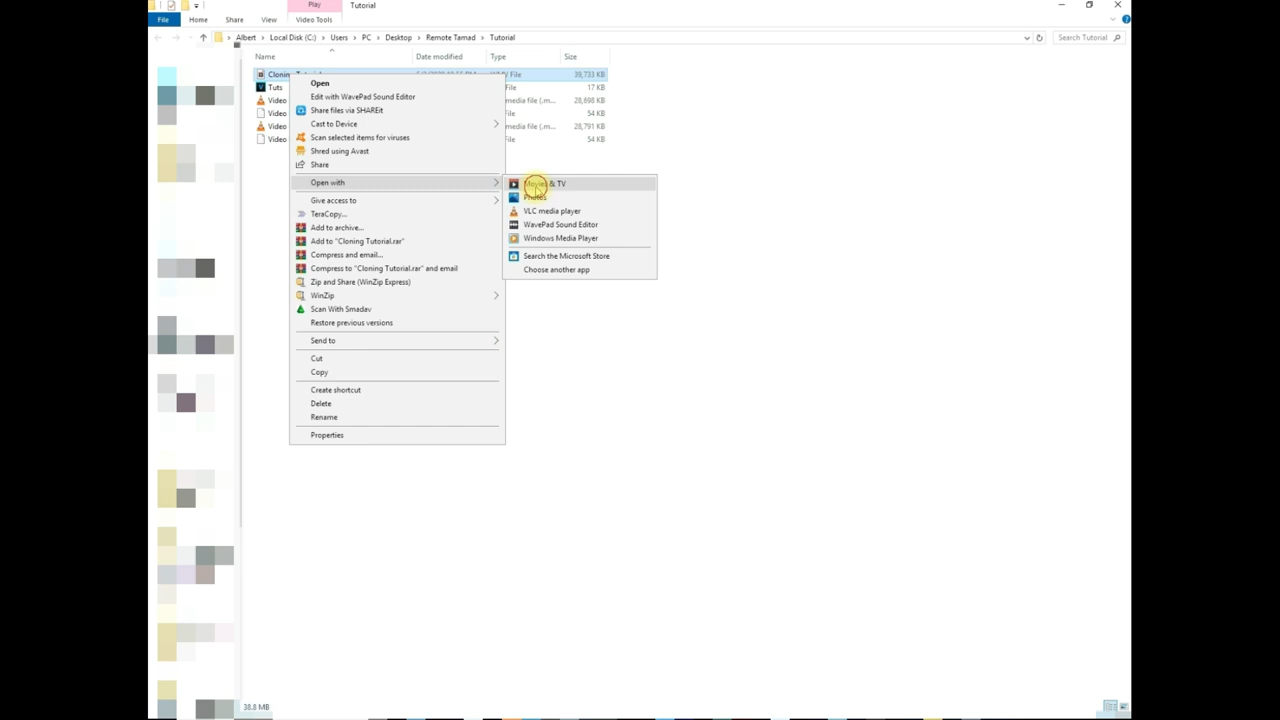 Play
Tutorial
File
Home
Share
View
Video Tools
Albert > Local Disk (C:) > Users > PC > Desktop > Remote Tamad > Tutorial
Search Tutorial
Name
Date modified
Type
Size
File
39,733 KB
Tuts
File
17 KB
Video
media file (.m...
28,698 KB
Video
File
54 KB
Video
media file (.m...
28,791 KB
Video
File
54 KB
Open
Edit with WavePad Sound Editor
Share files via SHAREit
Cast to Device
Scan selected items for viruses
Shred using Avast
Share
Open with
Give access to
TeraCopy...
Add to archive...
Add to "Cloning Tutorial.rar"
Compress and email...
Compress to "Cloning Tutorial.rar" and email
Zip and Share (WinZip Express)
WinZip
Scan With Smadav
Restore previous versions
Send to
Cut
Copy
Create shortcut
Delete
Rename
Properties
Movies & TV
Photos
VLC media player
WavePad Sound Editor
Windows Media Player
Search the Microsoft Store
Choose another app
38.8 MB